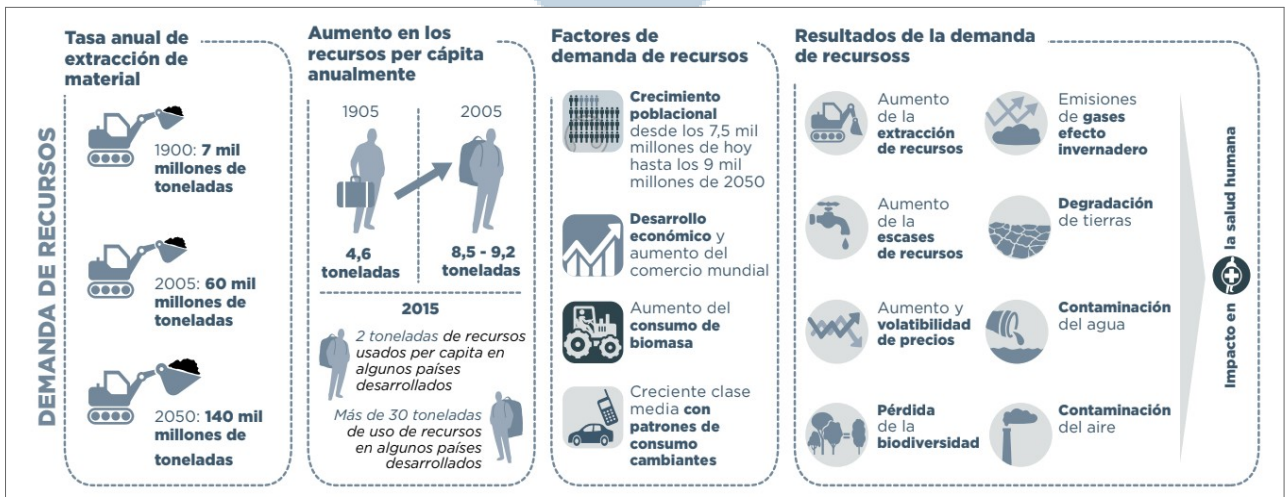 DEMANDA DE RECURSOS
Tasa anual de
extracción de
material
1900: 7 mil
millones de
toneladas
2005: 60 mil
millones de
toneladas
2050: 140 mil
millones de
toneladas
Aumento en los
recursos per cápita
anualmente
1905
2005
4,6
toneladas
8,5 - 9,2
toneladas
2015
2 toneladas de recursos
usados per capita en
algunos países
desarrollados
Más de 30 toneladas
de uso de recursos
en algunos países
desarrollados
Factores de
demanda de recursos
Crecimiento
poblacional
desde los 7,5 mil
millones de hoy
hasta los 9 mil
millones de 2050
Desarrollo
económico y
aumento del
comercio mundial
Aumento del
consumo de
biomasa
Creciente clase
media con
patrones de
consumo
cambiantes
Resultados de la demanda
de recursoss
Aumento
de la
extracción
de recursos
Emisiones
de gases
efecto
invernadero
Aumento
de la
escases
de recursos
Degradación
de tierras
Aumento y
volatibilidad
de precios
Contaminación
del agua
Pérdida
de la
biodiversidad
Contaminación
del aire
Impacto en la salud humana